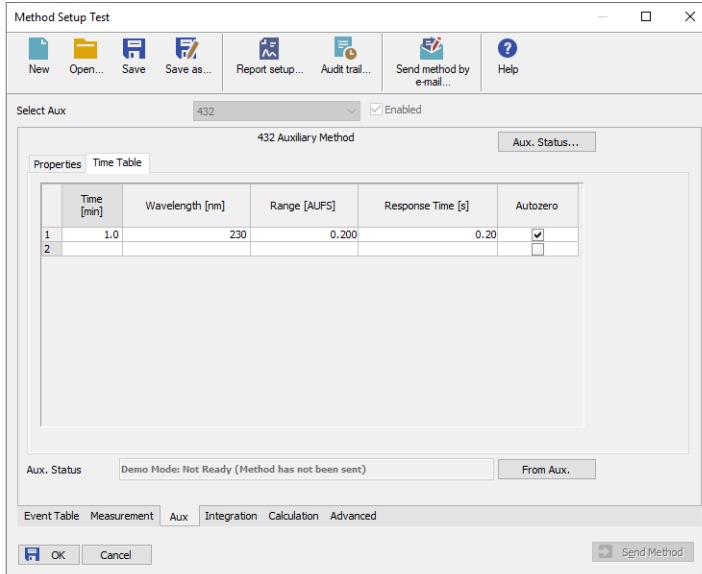 Method Setup Test
New Open... Save Save as... Report setup... Audit trail... Send method by e-mail... Help
Select Aux 432 Enabled
432 Auxiliary Method Aux. Status...
Properties Time Table
Time [min] Wavelength [nm] Range [AUFS] Response Time [s] Autozero
1 1.0 230 0.200 0.20
2
Aux. Status Demo Mode: Not Ready (Method has not been sent) From Aux.
Event Table Measurement Aux Integration Calculation Advanced
OK Cancel Send Method